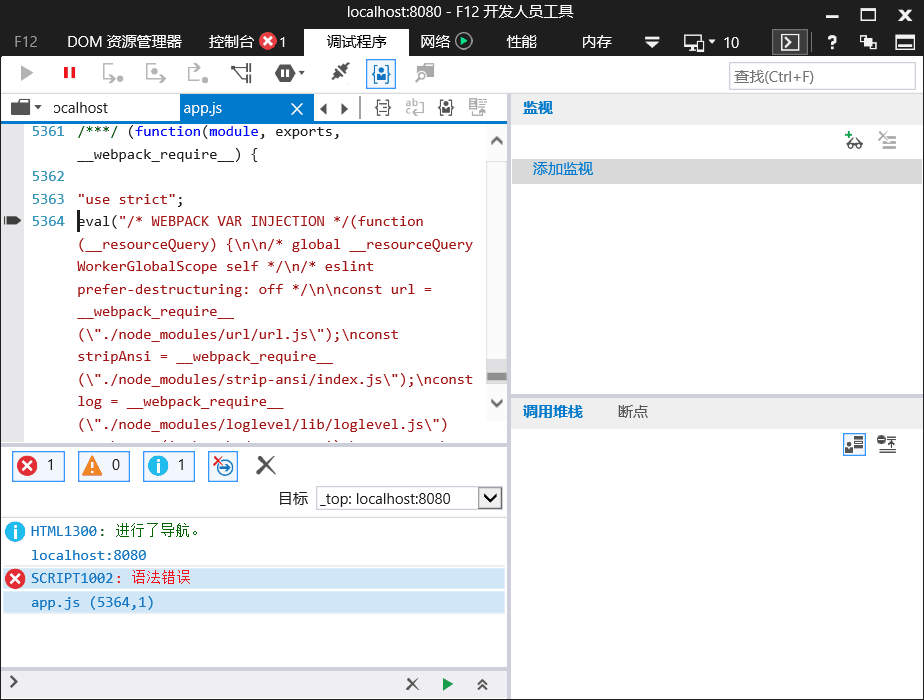 localhost:8080 - F12 开发人员工具
F12 DOM 资源管理器 控制台 1 调试程序 网络 性能 内存 10
查找(Ctrl+F)
ocalhost app.js
5361 /***/ (function(module, exports,
__webpack_require__) {
5362
5363 "use strict";
5364 eval("/* WEBPACK VAR INJECTION */(function
(__resourceQuery) {\n\n/* global __resourceQuery
WorkerGlobalScope self */\n/* eslint
prefer-destructuring: off */\n\nconst url =
__webpack_require__
(\"./node_modules/url/url.js\");\nconst
stripAnsi = __webpack_require__
(\"./node_modules/strip-ansi/index.js\");\nconst
log = __webpack_require__
(\"./node_modules/loglevel/lib/loglevel.js\")
监视
添加监视
调用堆栈 断点
1 0 1
目标 _top: localhost:8080
HTML1300: 进行了导航。
localhost:8080
SCRIPT1002: 语法错误
app.js (5364,1)